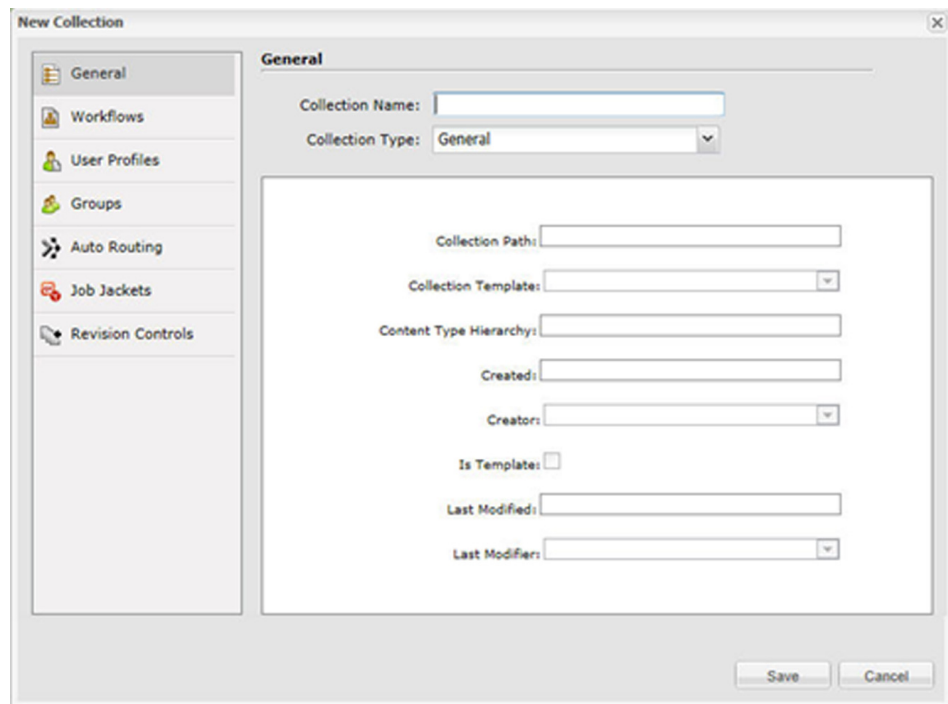 New Collection
General
Workflows
User Profiles
Groups
Auto Routing
Job Jackets
Revision Controls
General
Collection Name:
Collection Type: General
Collection Path:
Collection Template:
Content Type Hierarchy:
Created:
Creator:
Is Template:
Last Modified:
Last Modifier:
Save Cancel